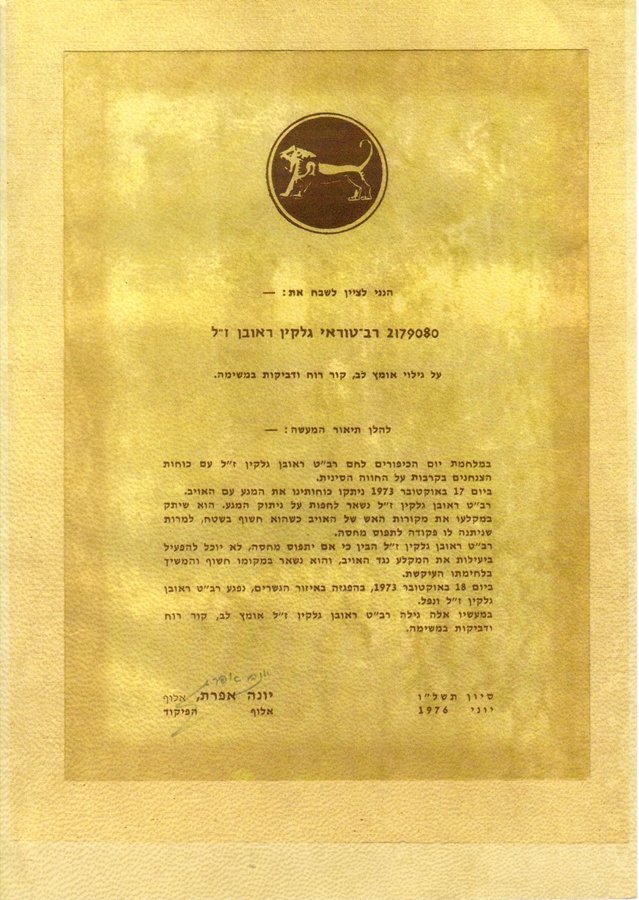 הנני לציין לשבח את: —
2179080 רב־טוראי גלקין ראובן ז"ל
על גילוי אומץ לב, קור רוח ודביקות במשימה.
להלן תיאור המעשה: —
במלחמת יום הכיפורים לחם רב"ט ראובן גלקין ז"ל עם כוחות
הצנחנים בקרבות על החווה הסינית.
ביום 17 באוקטובר 1973 ניתקו כוחותינו את המגע עם האויב.
רב"ט ראובן גלקין ז"ל נשאר לחפות על ניתוק המגע. הוא שיתק
במקלעו את מקורות האש של האויב כשהוא חשוף בשטח, למרות
שניתנה לו פקודה לתפוס מחסה.
רב"ט ראובן גלקין ז"ל הבין כי אם יתפוס מחסה, לא יוכל להפעיל
ביעילות את המקלע נגד האויב, והוא נשאר במקומו חשוף והמשיך
בלחימתו העיקשת.
ביום 18 באוקטובר 1973, בהפגזה באיזור הגשרים, נפגע רב"ט ראובן
גלקין ז"ל ונפל.
במעשיו אלה גילה רב"ט ראובן גלקין ז"ל אומץ לב, קור רוח
ודביקות במשימה.
יונה אפרת
יונה אפרת, אלוף
אלוף הפיקוד
סיון תשל"ו
יוני 1976